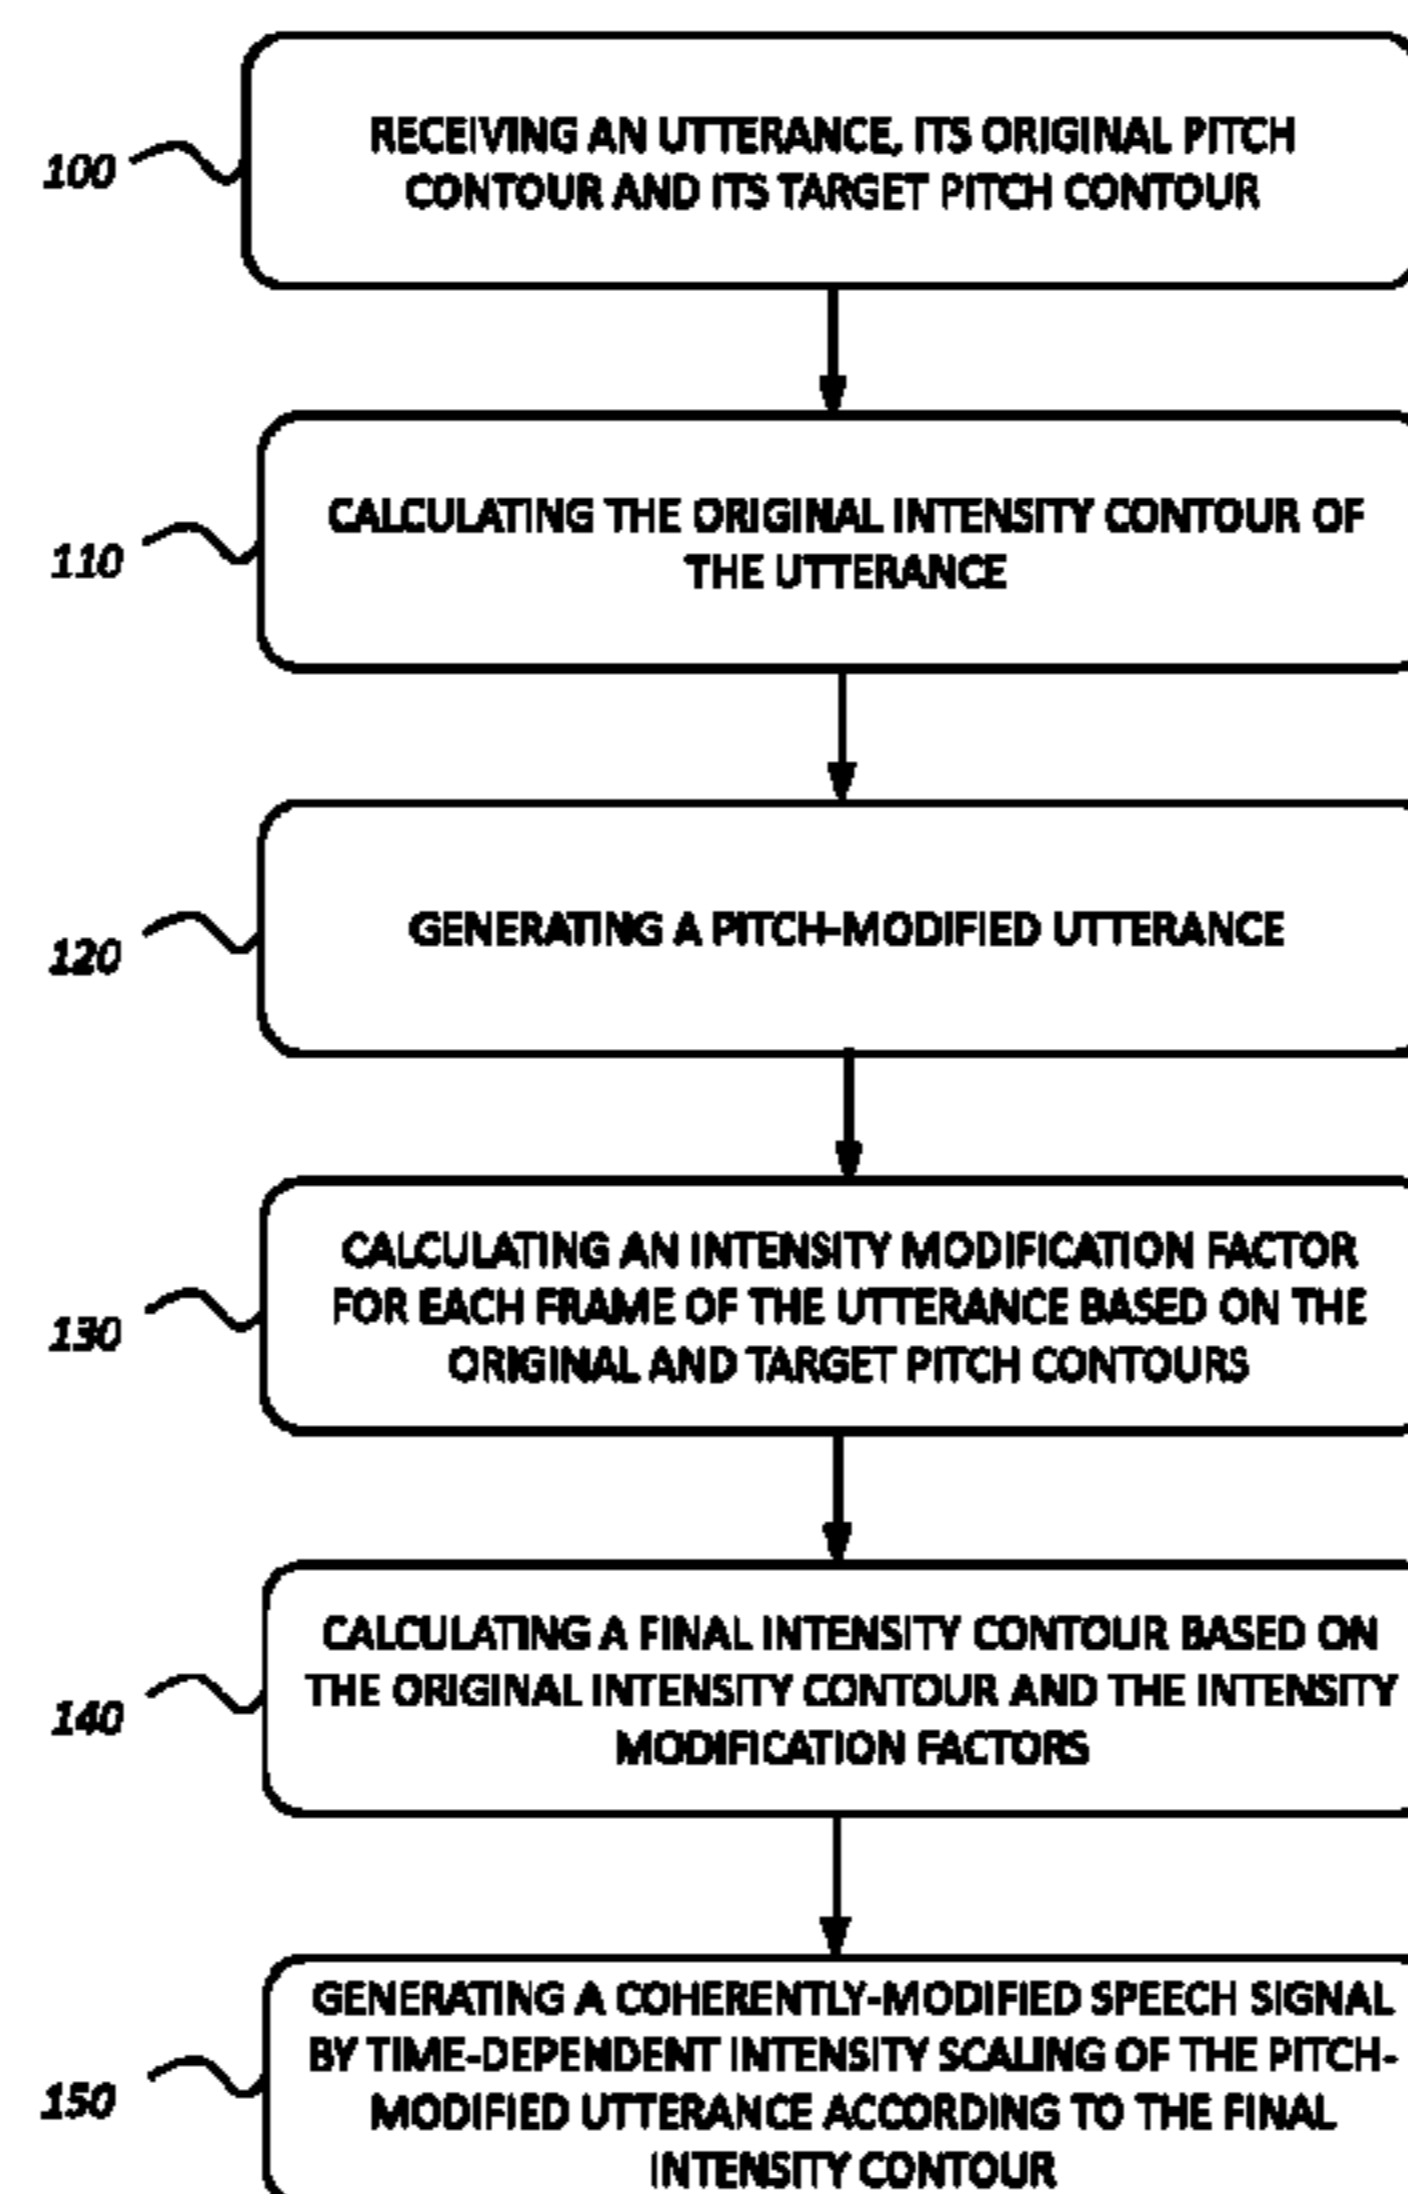 100
RECEIVING AN UTTERANCE, ITS ORIGINAL PITCH
CONTOUR AND ITS TARGET PITCH CONTOUR
110
CALCULATING THE ORIGINAL INTENSITY CONTOUR OF
THE UTTERANCE
120
GENERATING A PITCH-MODIFIED UTTERANCE
130
CALCULATING AN INTENSITY MODIFICATION FACTOR
FOR EACH FRAME OF THE UTTERANCE BASED ON THE
ORIGINAL AND TARGET PITCH CONTOURS
140
CALCULATING A FINAL INTENSITY CONTOUR BASED ON
THE ORIGINAL INTENSITY CONTOUR AND THE INTENSITY
MODIFICATION FACTORS
150
GENERATING A COHERENTLY-MODIFIED SPEECH SIGNAL
BY TIME-DEPENDENT INTENSITY SCALING OF THE PITCH-
MODIFIED UTTERANCE ACCORDING TO THE FINAL
INTENSITY CONTOUR